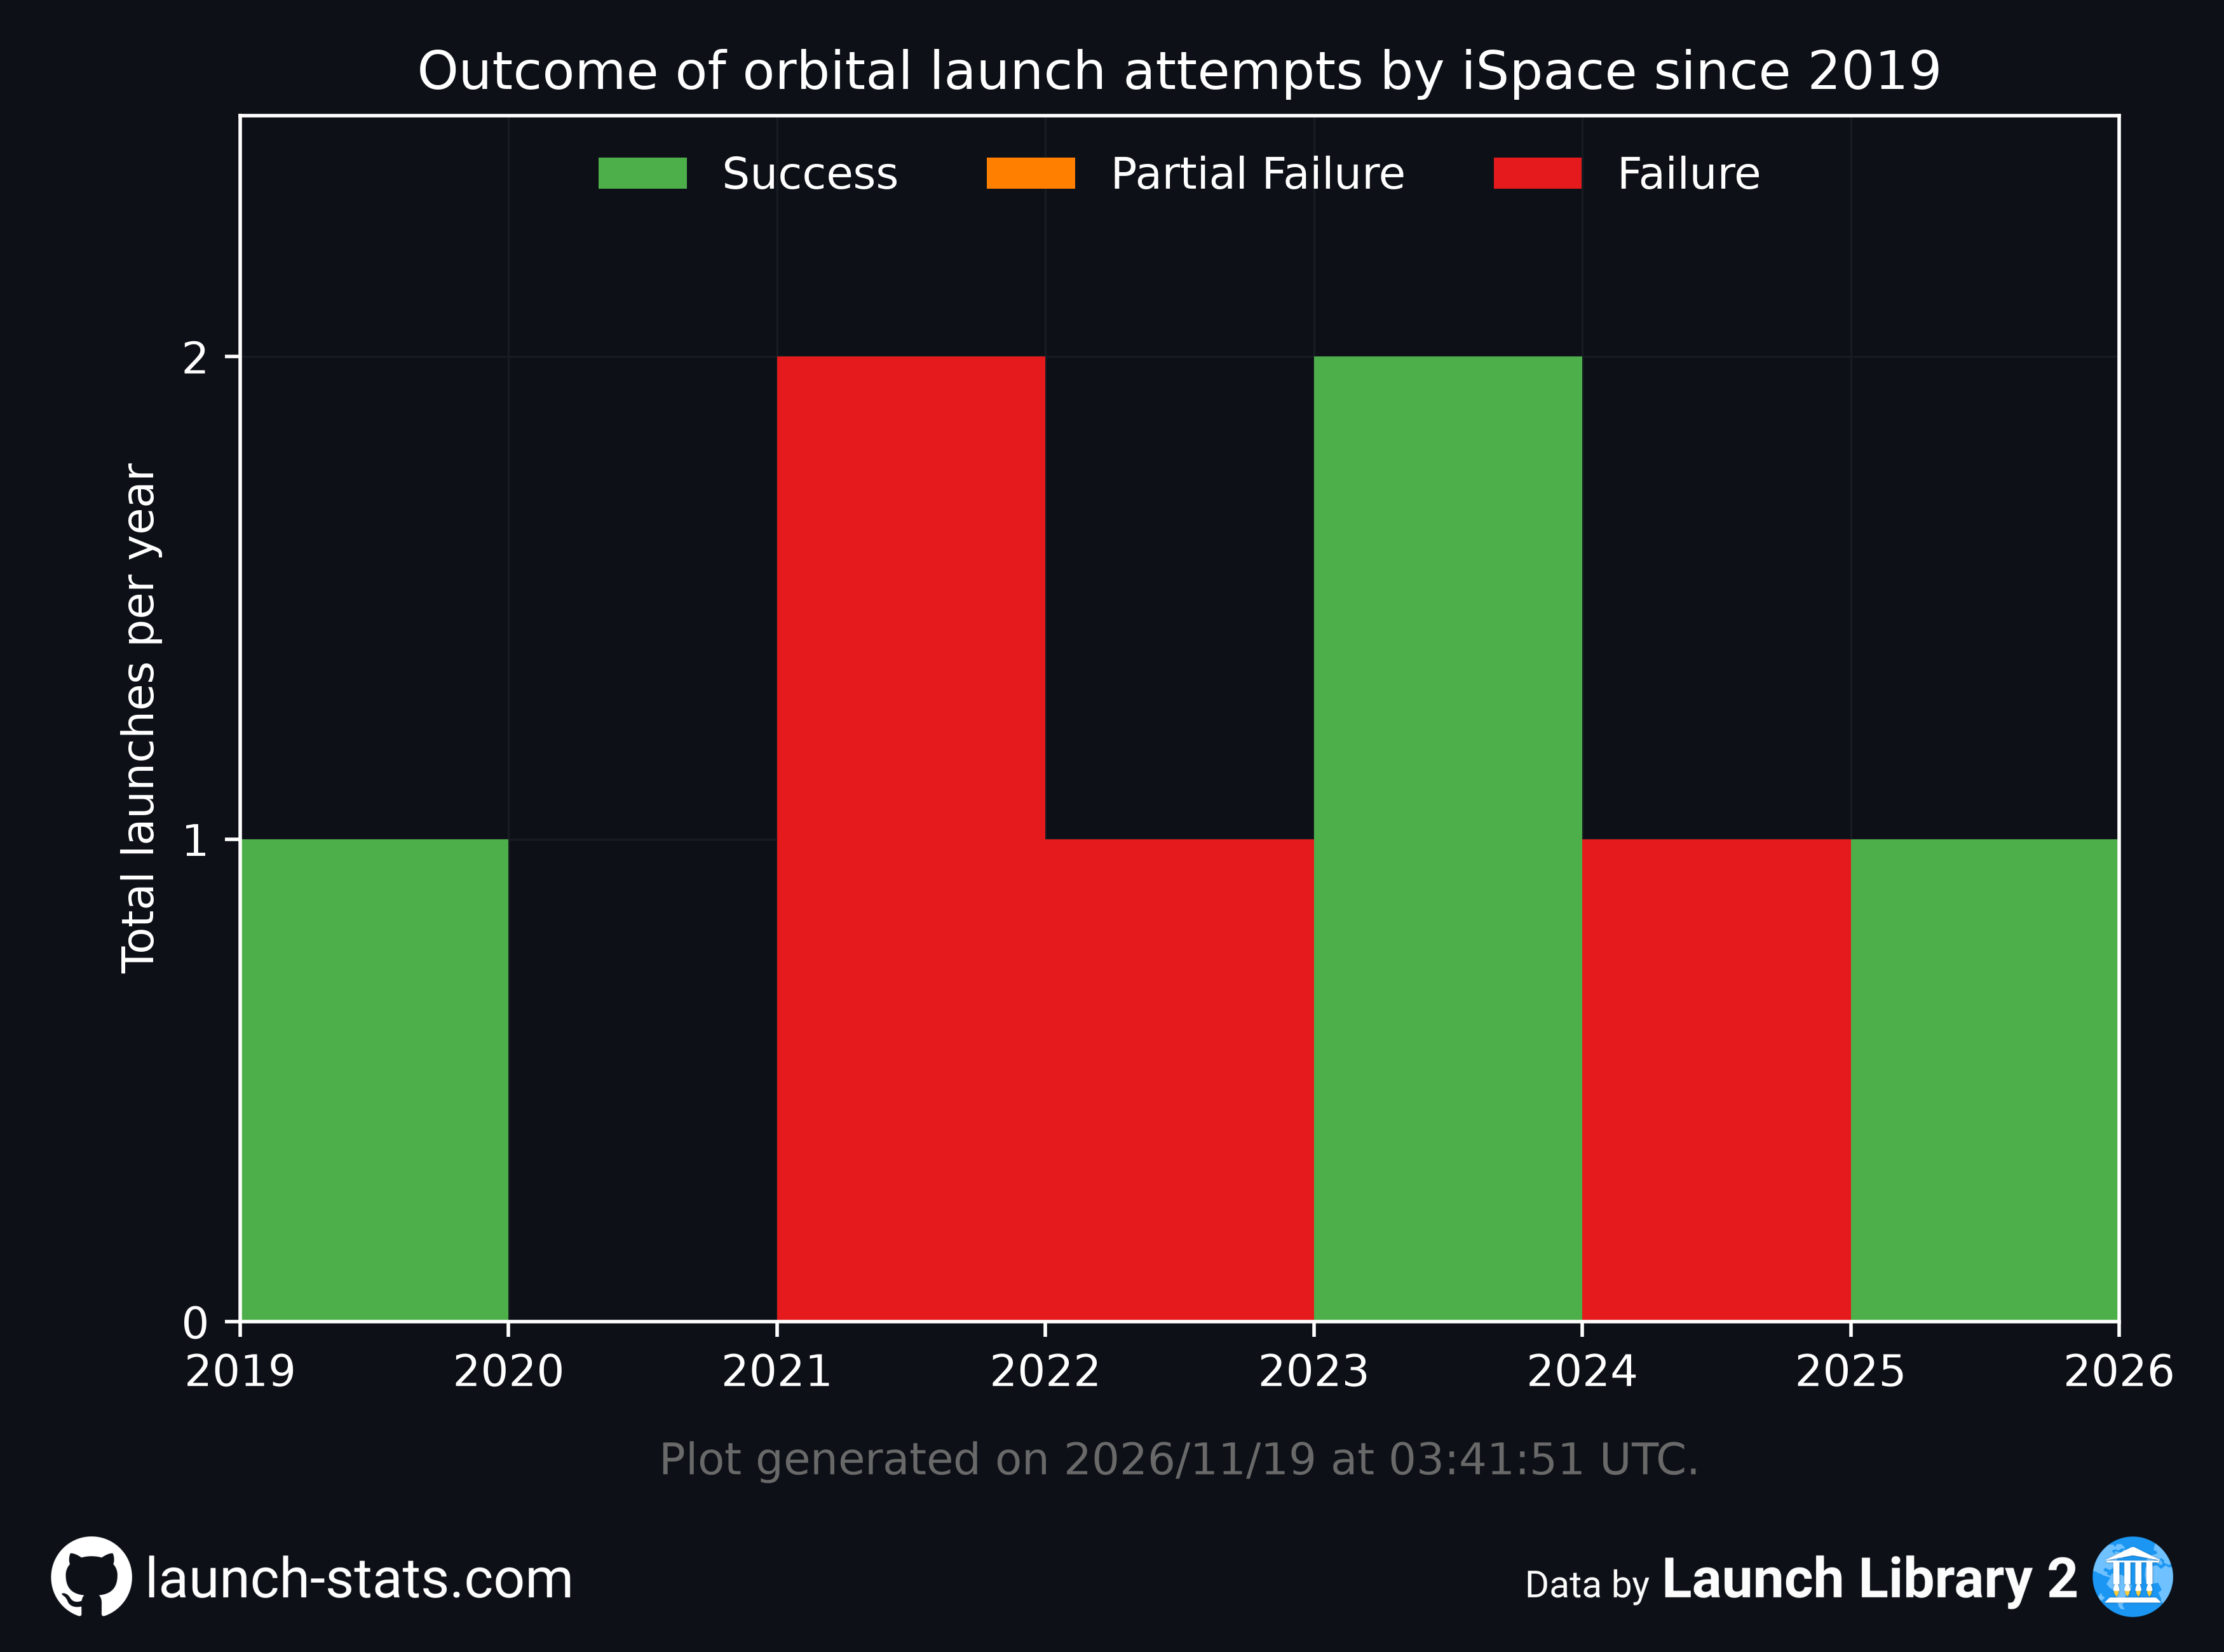 Outcome of orbital launch attempts by iSpace since 2019
Success
Partial Failure
Failure
Total launches per year
2
1
0
2019 2020 2021 2022 2023 2024 2025 2026
Plot generated on 2026/11/19 at 03:41:51 UTC.
launch-stats.com
Data by Launch Library 2